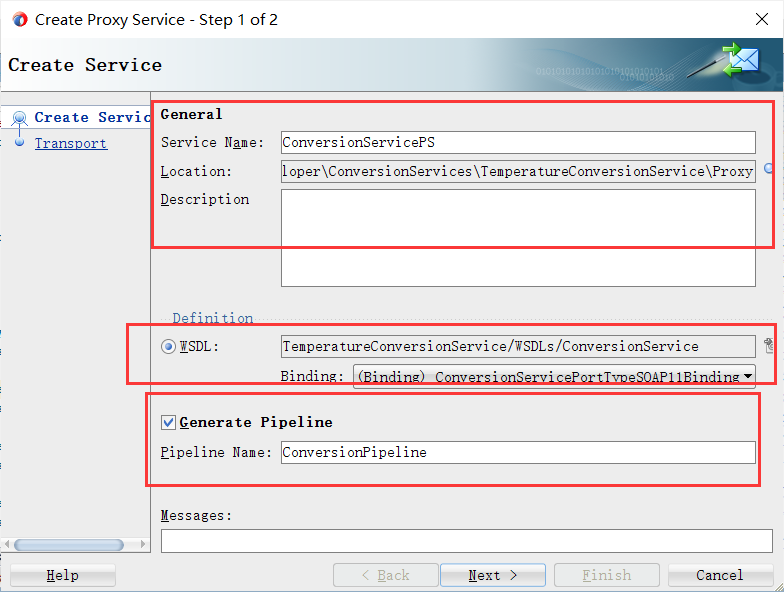 Create Proxy Service - Step 1 of 2
Create Service
Create Servic
Transport
General
Service Name: ConversionServicePS
Location: loper\ConversionServices\TemperatureConversionService\Proxy
Description
Definition
WSDL: TemperatureConversionService/WSDLs/ConversionService
Binding: (Binding) ConversionServicePortTypeSOAP11Binding
Generate Pipeline
Pipeline Name: ConversionPipeline
Messages:
Help < Back Next > Finish Cancel